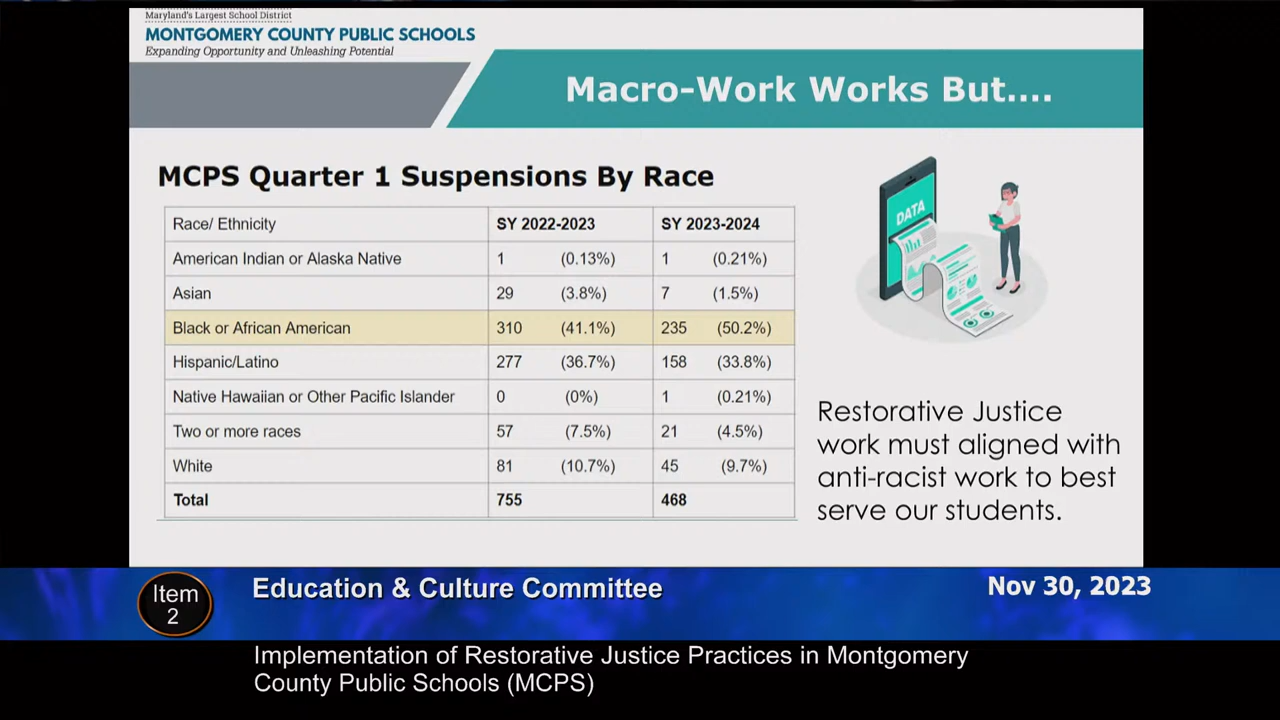 Maryland's Largest School District
MONTGOMERY COUNTY PUBLIC SCHOOLS
Expanding Opportunity and Unleashing Potential
Macro-Work Works But....
MCPS Quarter 1 Suspensions By Race
Race/ Ethnicity SY 2022-2023 SY 2023-2024
American Indian or Alaska Native 1 (0.13%) 1 (0.21%)
Asian 29 (3.8%) 7 (1.5%)
Black or African American 310 (41.1%) 235 (50.2%)
Hispanic/Latino 277 (36.7%) 158 (33.8%)
Native Hawaiian or Other Pacific Islander 0 (0%) 1 (0.21%)
Two or more races 57 (7.5%) 21 (4.5%)
White 81 (10.7%) 45 (9.7%)
Total 755 468
DATA
Restorative Justice
work must aligned with
anti-racist work to best
serve our students.
Item
2
Education & Culture Committee
Nov 30, 2023
Implementation of Restorative Justice Practices in Montgomery
County Public Schools (MCPS)